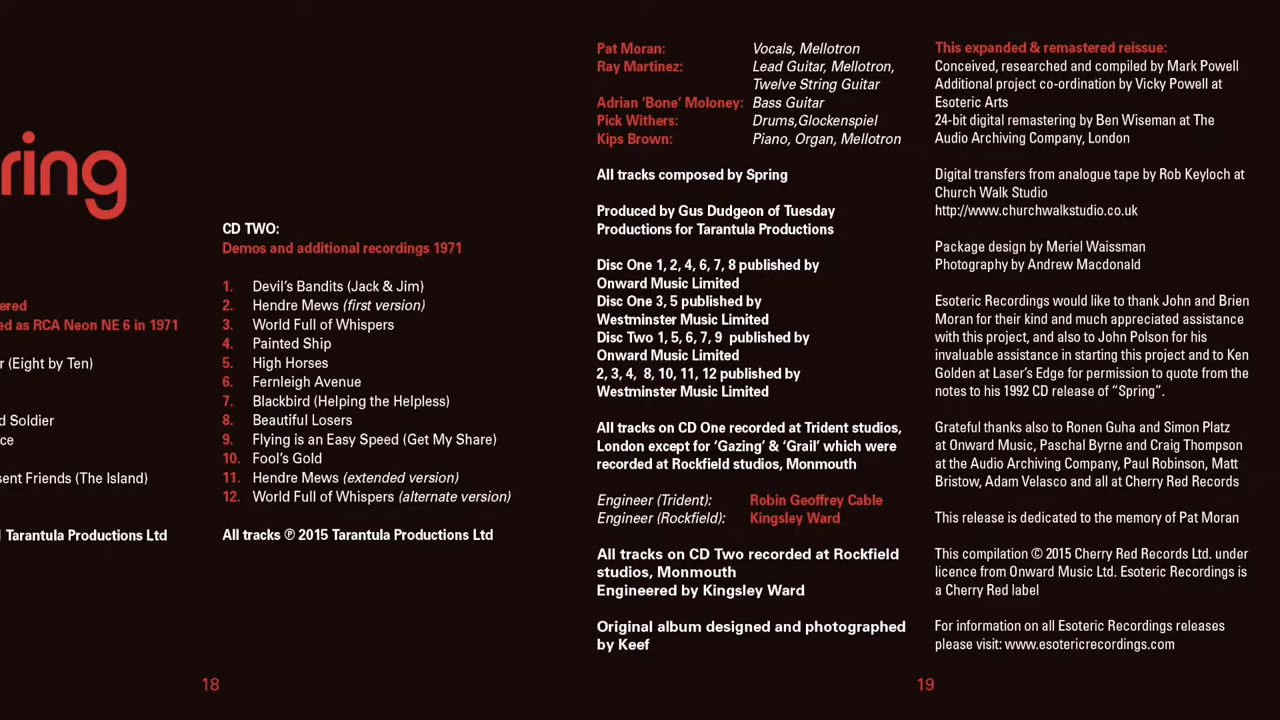 ring
ered
ed as RCA Neon NE 6 in 1971
r (Eight by Ten)
d Soldier
ce
sent Friends (The Island)
Tarantula Productions Ltd
CD TWO:
Demos and additional recordings 1971
1. Devil's Bandits (Jack & Jim)
2. Hendre Mews (first version)
3. World Full of Whispers
4. Painted Ship
5. High Horses
6. Fernleigh Avenue
7. Blackbird (Helping the Helpless)
8. Beautiful Losers
9. Flying is an Easy Speed (Get My Share)
10. Fool's Gold
11. Hendre Mews (extended version)
12. World Full of Whispers (alternate version)
All tracks ℗ 2015 Tarantula Productions Ltd
18
Pat Moran: Vocals, Mellotron
Ray Martinez: Lead Guitar, Mellotron,
Twelve String Guitar
Adrian 'Bone' Moloney: Bass Guitar
Pick Withers: Drums,Glockenspiel
Kips Brown: Piano, Organ, Mellotron
All tracks composed by Spring
Produced by Gus Dudgeon of Tuesday
Productions for Tarantula Productions
Disc One 1, 2, 4, 6, 7, 8 published by
Onward Music Limited
Disc One 3, 5 published by
Westminster Music Limited
Disc Two 1, 5, 6, 7, 9 published by
Onward Music Limited
2, 3, 4, 8, 10, 11, 12 published by
Westminster Music Limited
All tracks on CD One recorded at Trident studios,
London except for 'Gazing' & 'Grail' which were
recorded at Rockfield studios, Monmouth
Engineer (Trident): Robin Geoffrey Cable
Engineer (Rockfield): Kingsley Ward
All tracks on CD Two recorded at Rockfield
studios, Monmouth
Engineered by Kingsley Ward
Original album designed and photographed
by Keef
This expanded & remastered reissue:
Conceived, researched and compiled by Mark Powell
Additional project co-ordination by Vicky Powell at
Esoteric Arts
24-bit digital remastering by Ben Wiseman at The
Audio Archiving Company, London
Digital transfers from analogue tape by Rob Keyloch at
Church Walk Studio
http://www.churchwalkstudio.co.uk
Package design by Meriel Waissman
Photography by Andrew Macdonald
Esoteric Recordings would like to thank John and Brien
Moran for their kind and much appreciated assistance
with this project, and also to John Polson for his
invaluable assistance in starting this project and to Ken
Golden at Laser's Edge for permission to quote from the
notes to his 1992 CD release of "Spring".
Grateful thanks also to Ronen Guha and Simon Platz
at Onward Music, Paschal Byrne and Craig Thompson
at the Audio Archiving Company, Paul Robinson, Matt
Bristow, Adam Velasco and all at Cherry Red Records
This release is dedicated to the memory of Pat Moran
This compilation © 2015 Cherry Red Records Ltd. under
licence from Onward Music Ltd. Esoteric Recordings is
a Cherry Red label
For information on all Esoteric Recordings releases
please visit: www.esotericrecordings.com
19